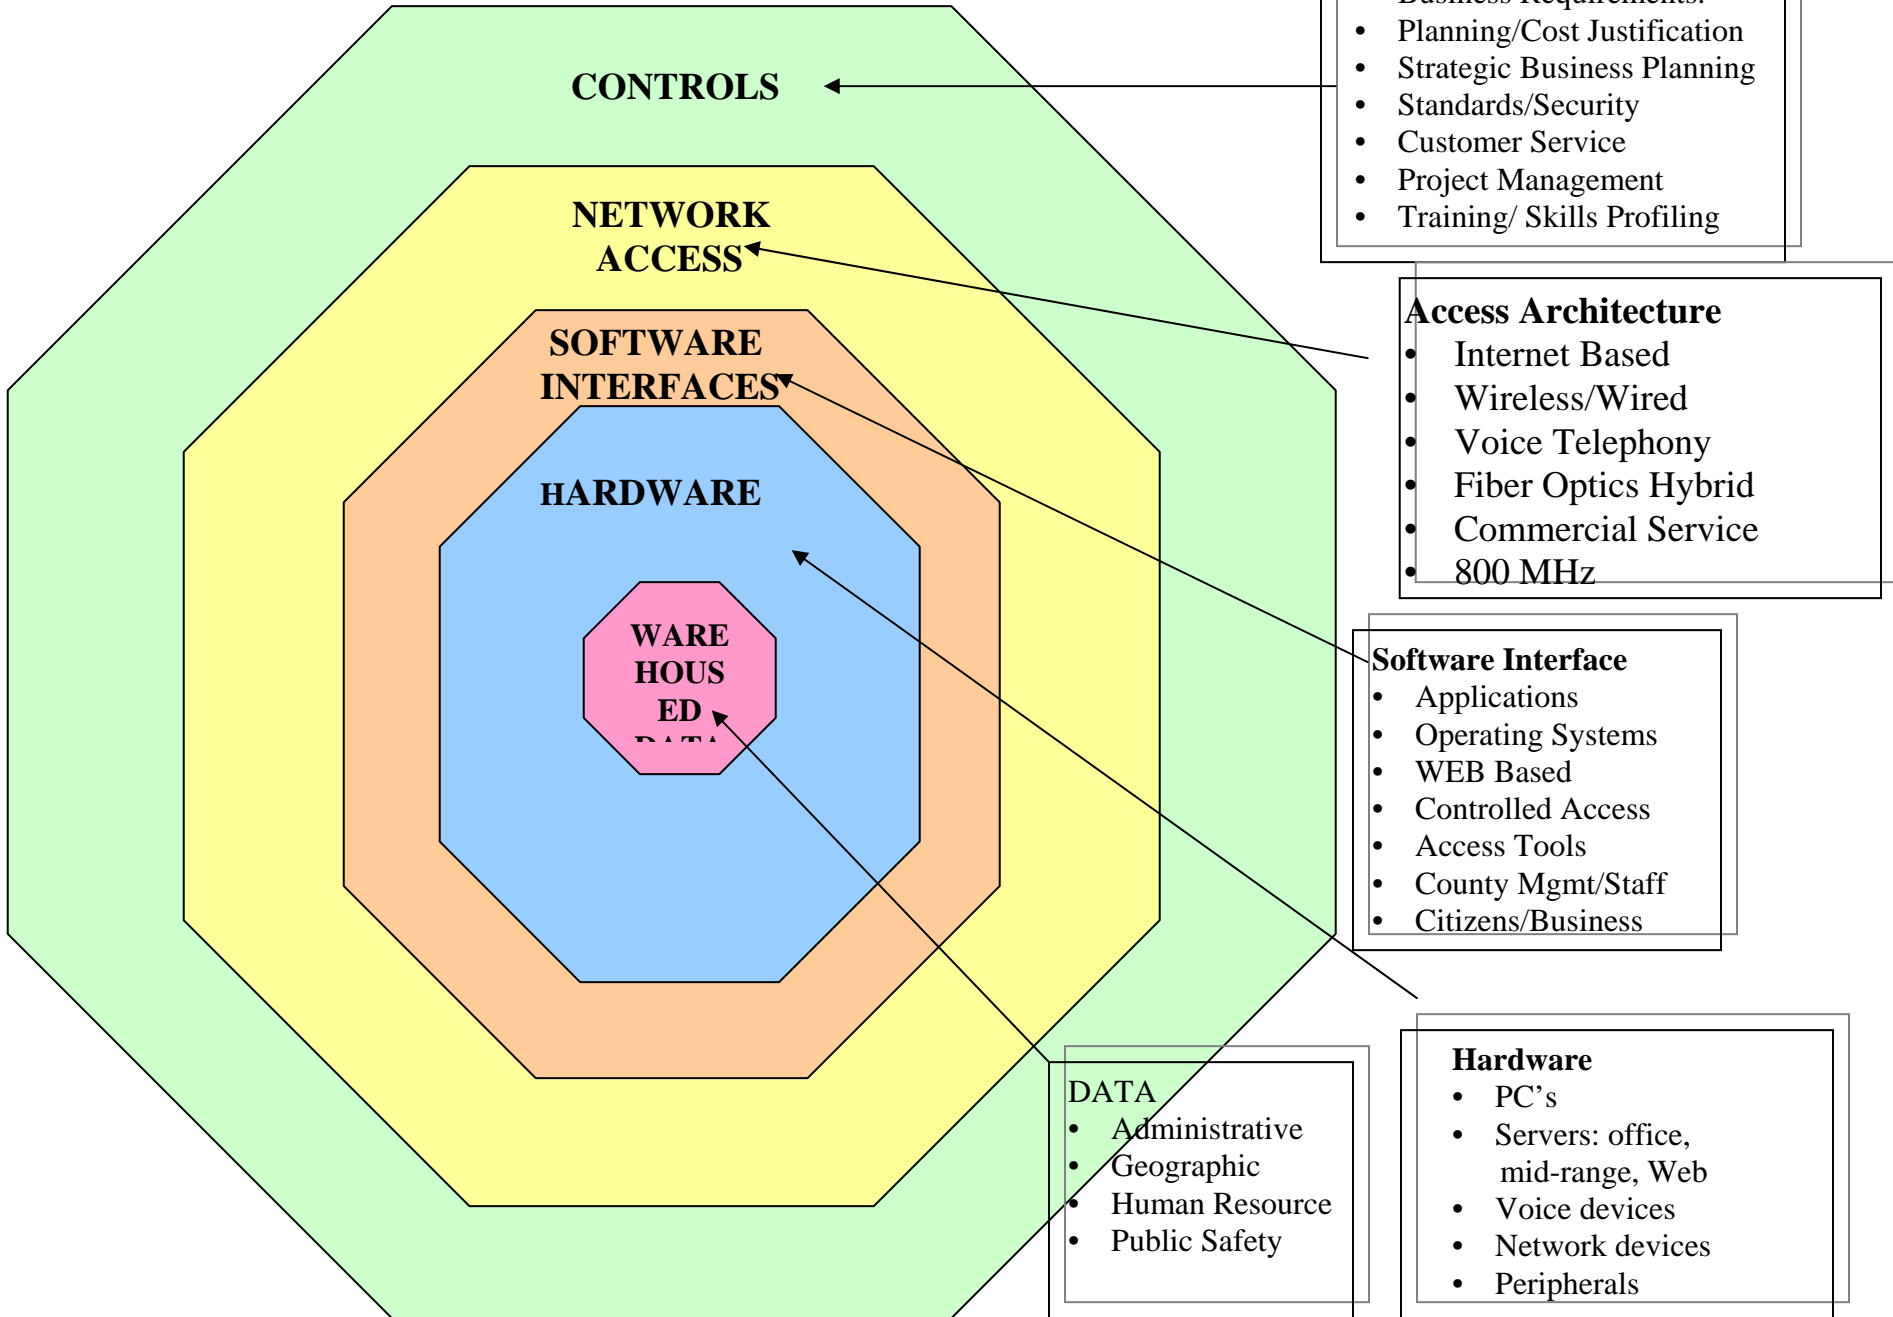 Business Requirements:
• Planning/Cost Justification
• Strategic Business Planning
• Standards/Security
• Customer Service
• Project Management
• Training/ Skills Profiling
CONTROLS
NETWORK
ACCESS
SOFTWARE
INTERFACES
HARDWARE
WARE
HOUS
ED
DATA
Access Architecture
• Internet Based
• Wireless/Wired
• Voice Telephony
• Fiber Optics Hybrid
• Commercial Service
• 800 MHz
Software Interface
• Applications
• Operating Systems
• WEB Based
• Controlled Access
• Access Tools
• County Mgmt/Staff
• Citizens/Business
DATA
• Administrative
• Geographic
• Human Resource
• Public Safety
Hardware
• PC’s
• Servers: office,
mid-range, Web
• Voice devices
• Network devices
• Peripherals